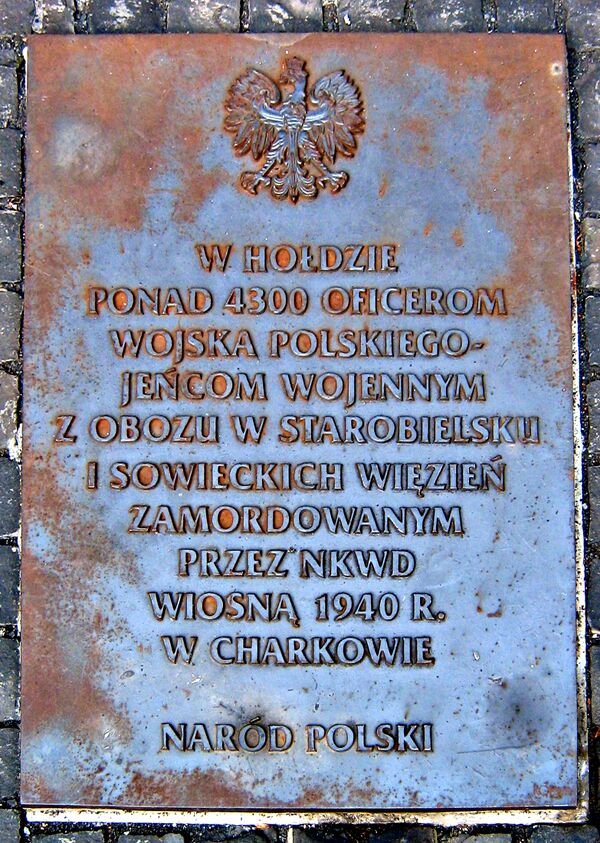 W HOŁDZIE
PONAD 4300 OFICEROM
WOJSKA POLSKIEGO-
JEŃCOM WOJENNYM
Z OBOZU W STAROBIELSKU
I SOWIECKICH WIĘZIEŃ
ZAMORDOWANYM
PRZEZ NKWD
WIOSNĄ 1940 R.
W CHARKOWIE
NARÓD POLSKI